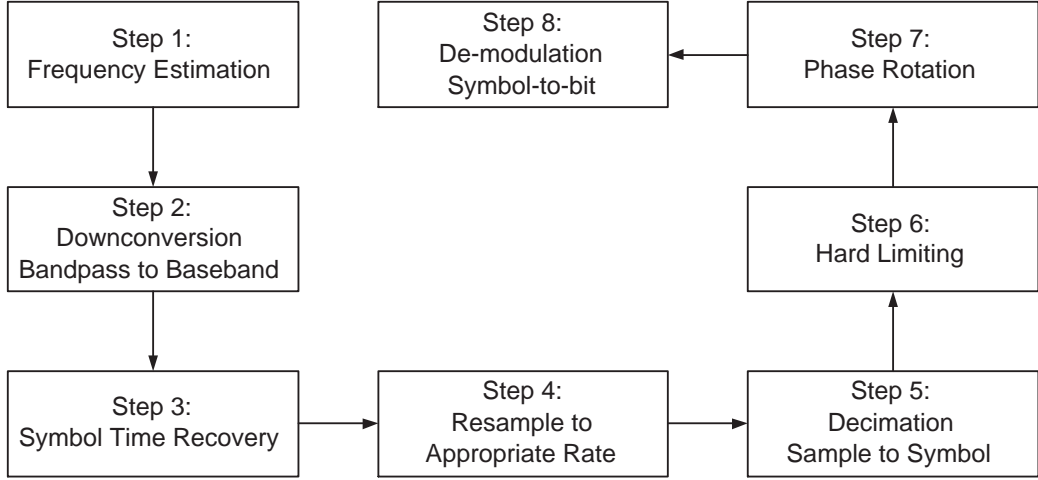 Step 1:
Frequency Estimation
Step 2:
Downconversion
Bandpass to Baseband
Step 3:
Symbol Time Recovery
Step 4:
Resample to
Appropriate Rate
Step 5:
Decimation
Sample to Symbol
Step 6:
Hard Limiting
Step 7:
Phase Rotation
Step 8:
De-modulation
Symbol-to-bit